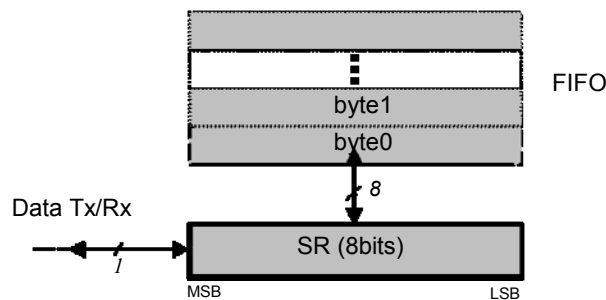 FIFO
byte1
byte0
8
Data Tx/Rx
1
SR (8bits)
MSB
LSB